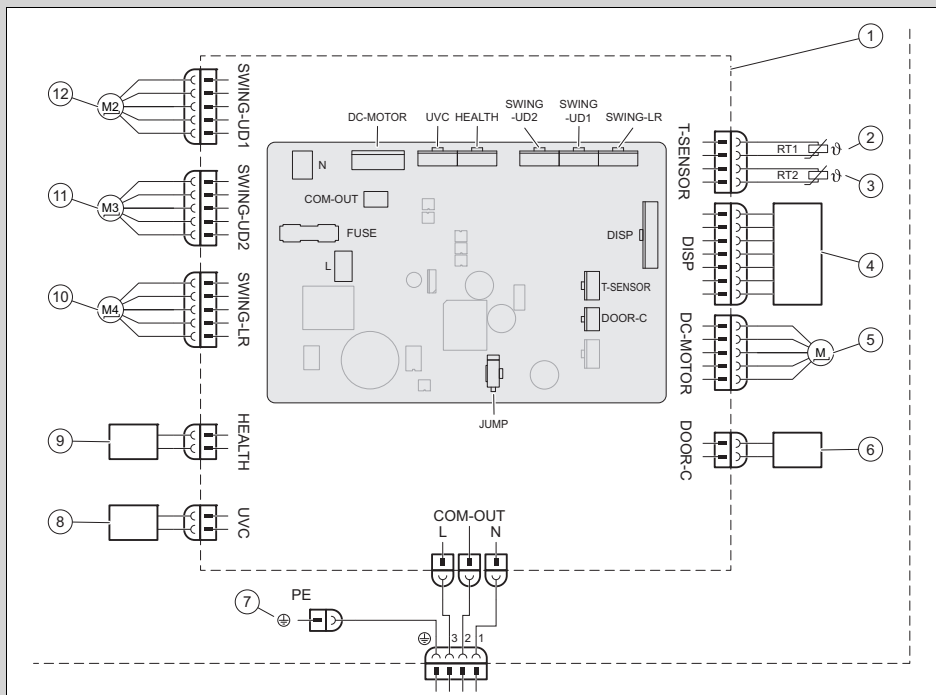 1
12
M2
SWING-UD1
DC-MOTOR
UVC
HEALTH
SWING
-UD2
SWING
-UD1
SWING-LR
T-SENSOR
RT1
ϑ
2
RT2
ϑ
3
N
COM-OUT
11
M3
SWING-UD2
FUSE
DISP
DISP
4
L
10
M4
SWING-LR
T-SENSOR
DOOR-C
DC-MOTOR
M
5
JUMP
9
HEALTH
DOOR-C
6
8
UVC
COM-OUT
L
N
PE
7
3
2
1